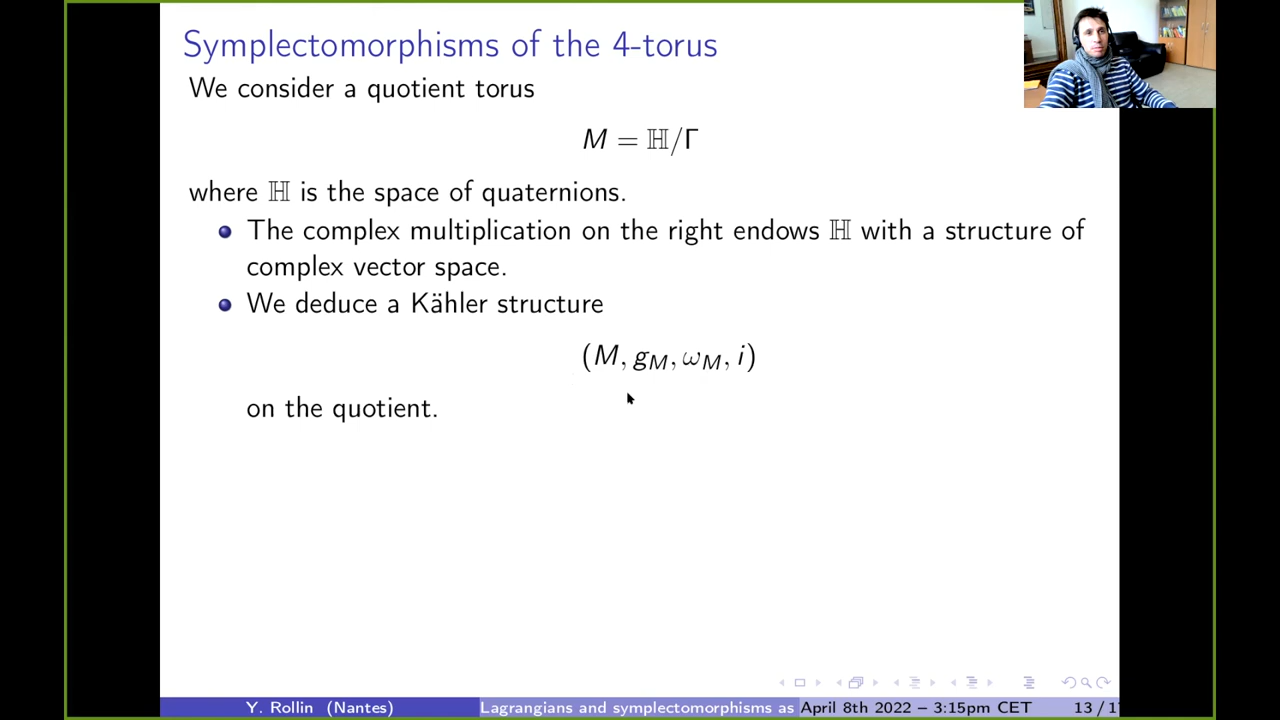 Symplectomorphisms of the 4-torus
We consider a quotient torus
M = ℍ/Γ
where ℍ is the space of quaternions.
The complex multiplication on the right endows ℍ with a structure of
complex vector space.
We deduce a Kähler structure
(M, g_M, ω_M, i)
on the quotient.
Y. Rollin (Nantes) Lagrangians and symplectomorphisms as April 8th 2022 – 3:15pm CET 13 / 1